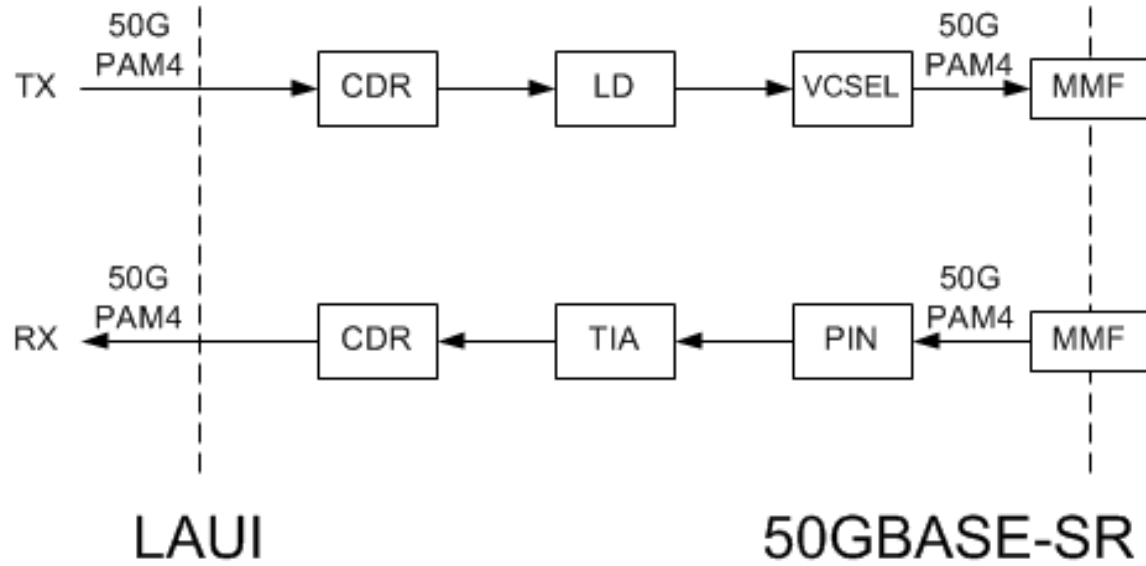 50G
PAM4
50G
PAM4
TX
CDR
LD
VCSEL
MMF
50G
PAM4
50G
PAM4
RX
CDR
TIA
PIN
MMF
LAUI
50GBASE-SR